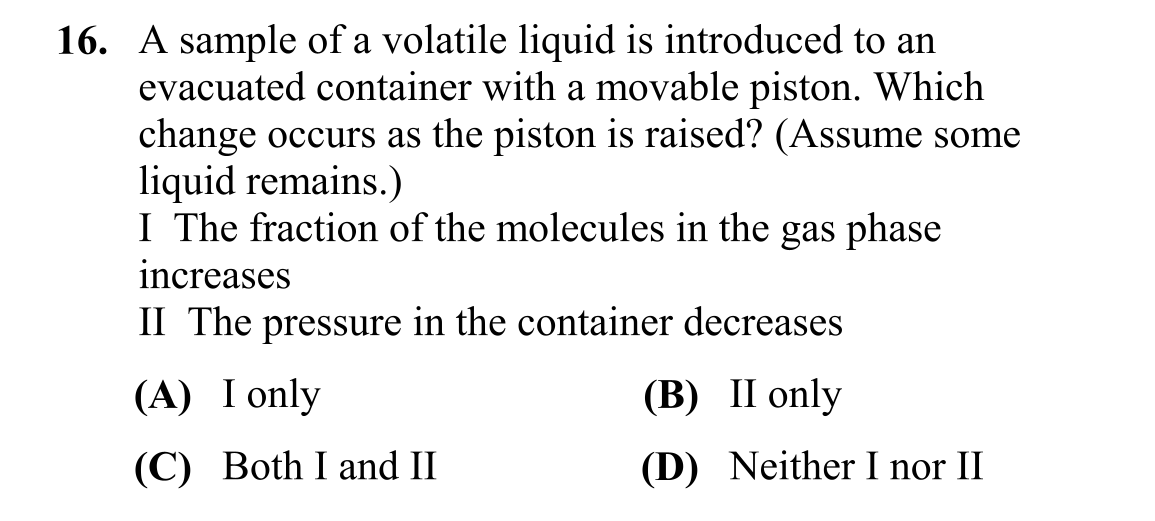 16. A sample of a volatile liquid is introduced to an
evacuated container with a movable piston. Which
change occurs as the piston is raised? (Assume some
liquid remains.)
I The fraction of the molecules in the gas phase
increases
II The pressure in the container decreases
(A) I only (B) II only
(C) Both I and II (D) Neither I nor II